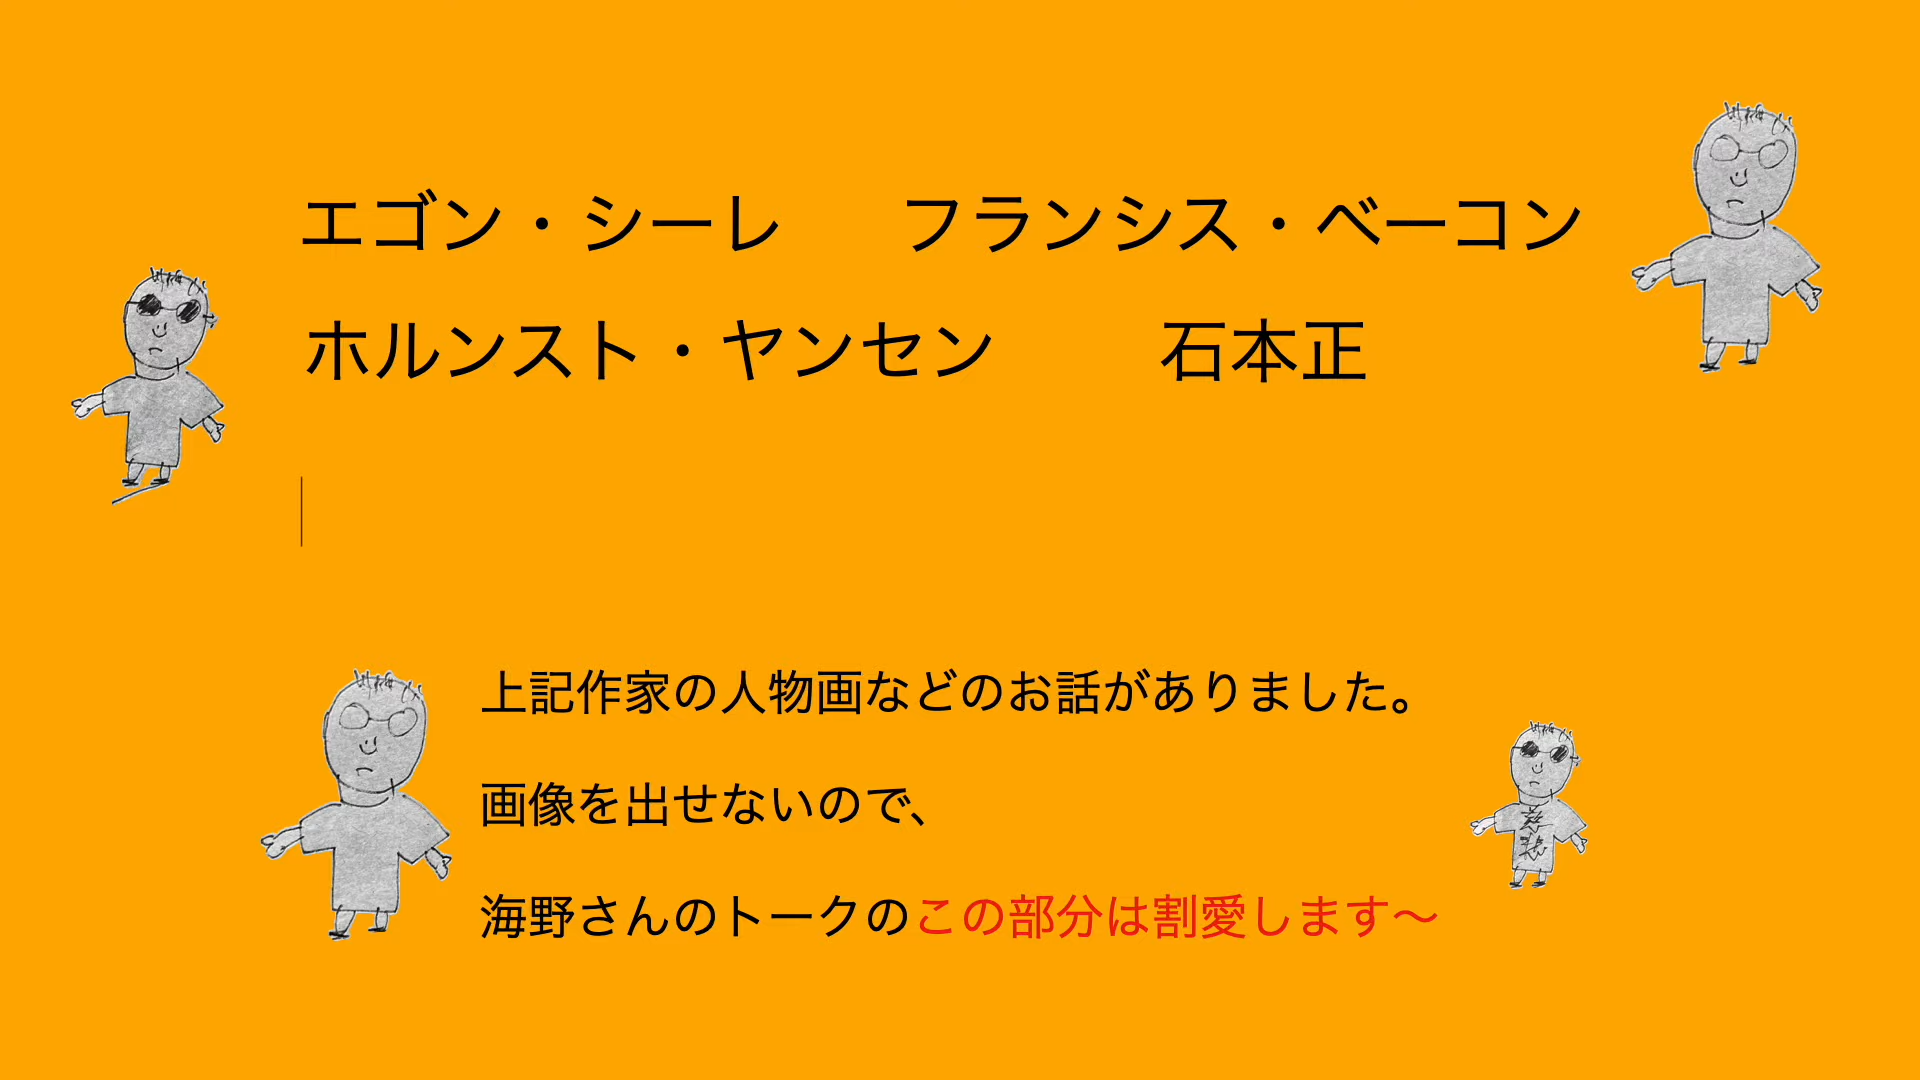 エゴン・シーレ　フランシス・ベーコン
ホルンスト・ヤンセン　石本正
上記作家の人物画などのお話がありました。
画像を出せないので、
海野さんのトークのこの部分は割愛します～